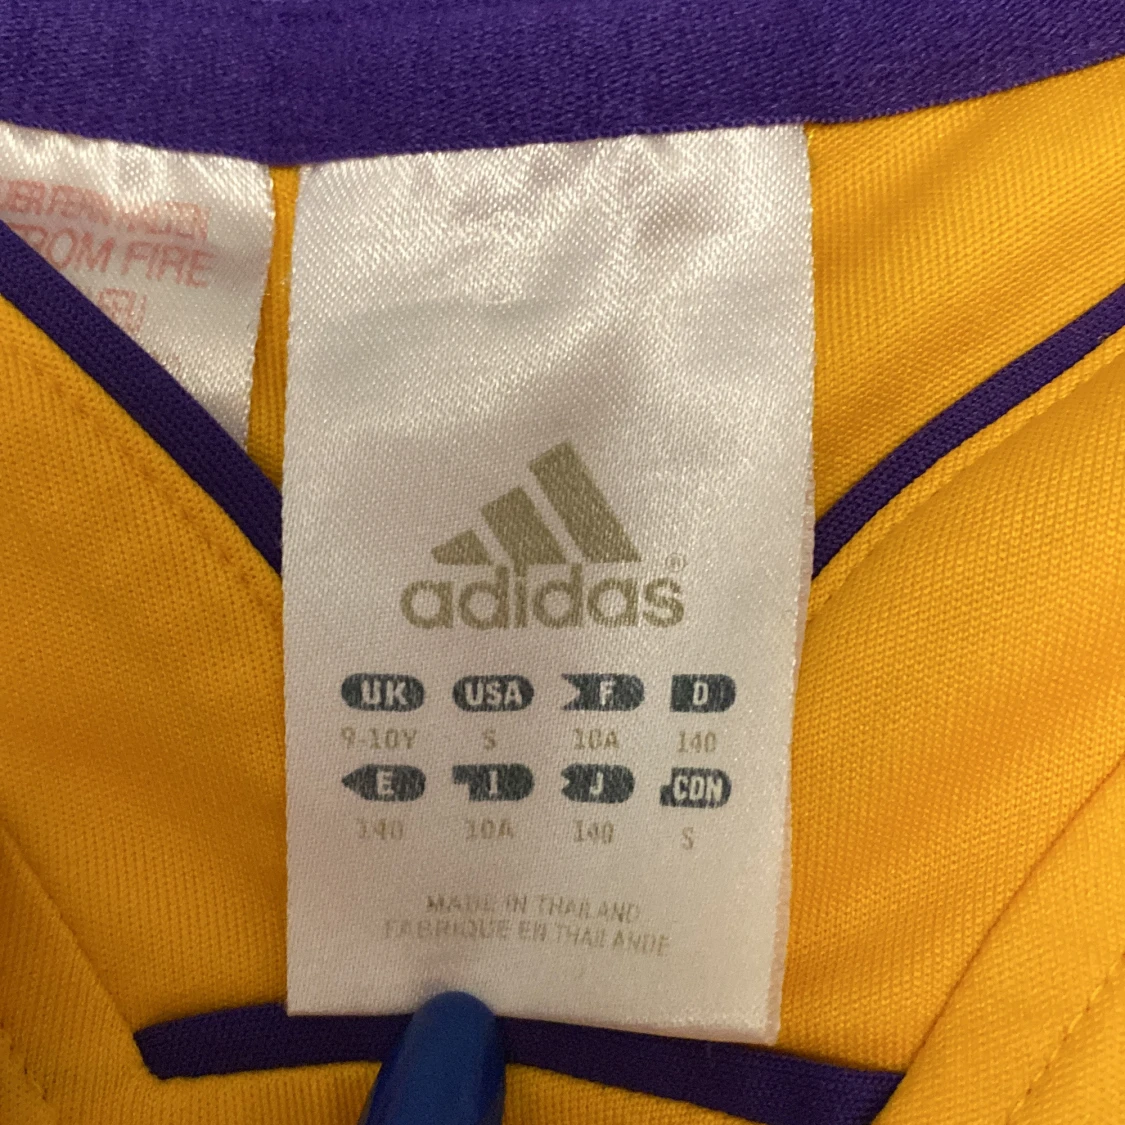 FROM FIRE
adidas®
UK USA F D
9-10Y S 10A 140
E I J CDN
140 10A 140 S
MADE IN THAILAND
FABRIQUE EN THAILANDE